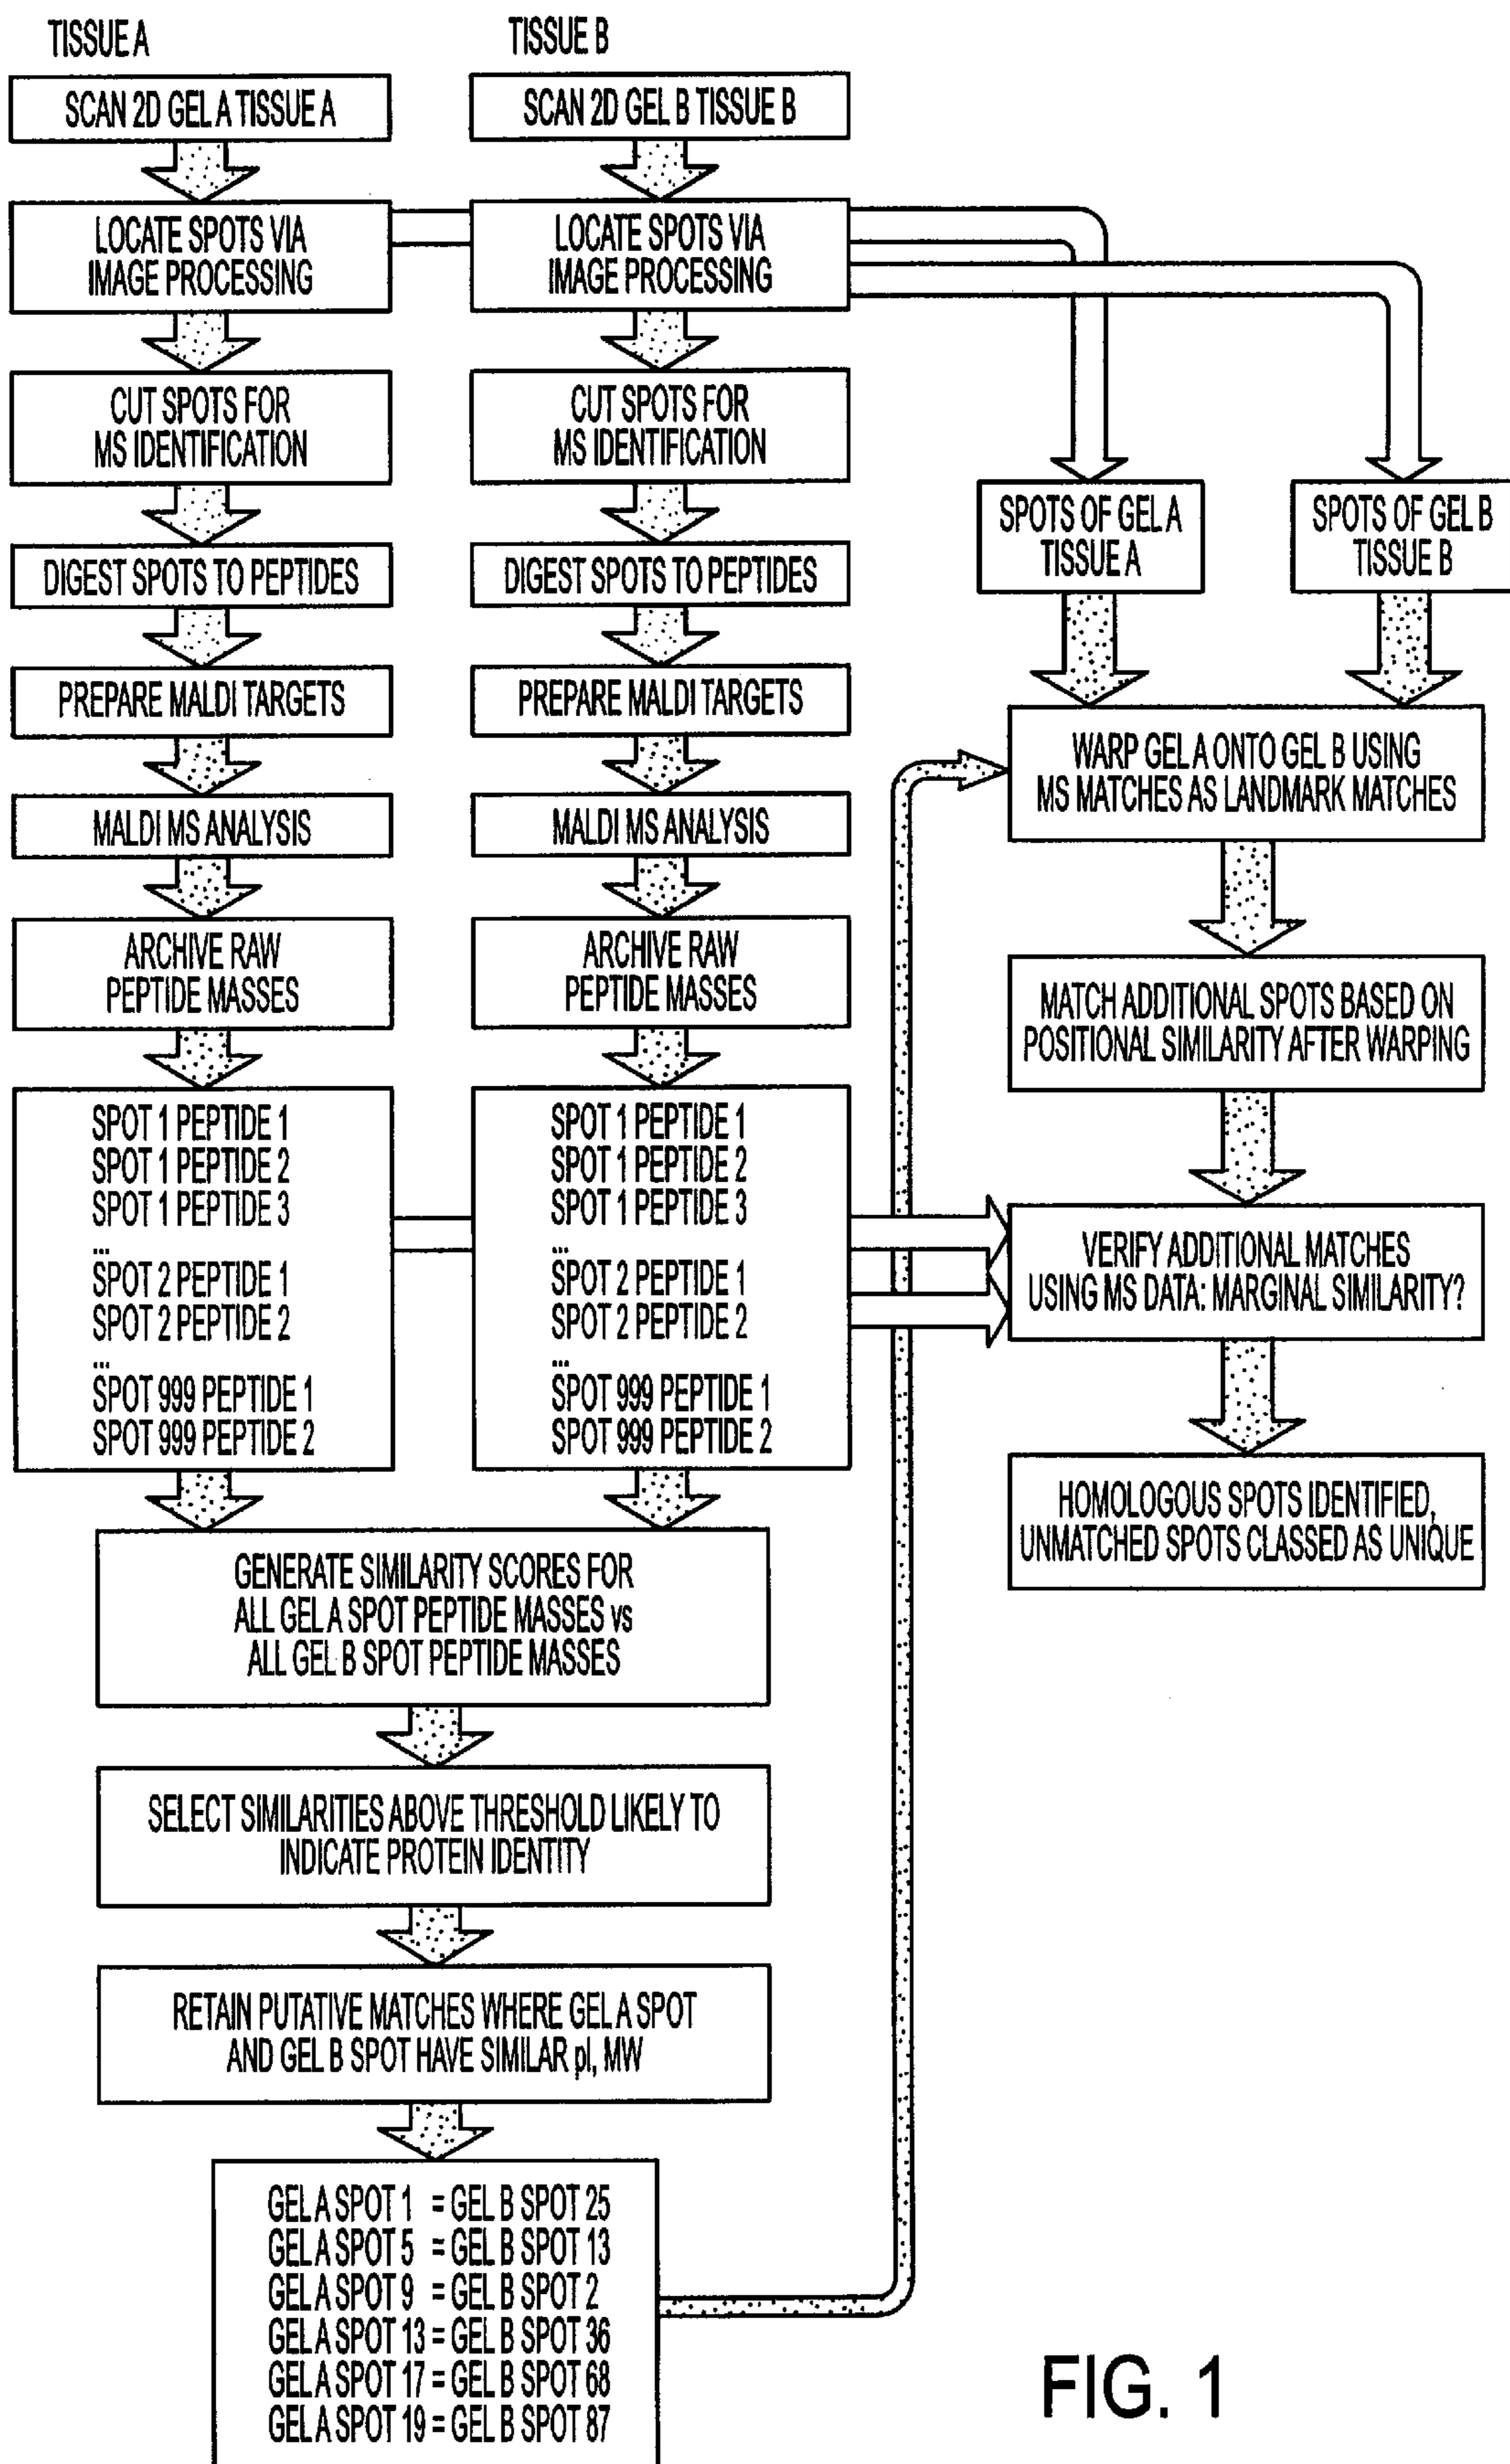 TISSUE A
SCAN 2D GEL A TISSUE A
LOCATE SPOTS VIA
IMAGE PROCESSING
CUT SPOTS FOR
MS IDENTIFICATION
DIGEST SPOTS TO PEPTIDES
PREPARE MALDI TARGETS
MALDI MS ANALYSIS
ARCHIVE RAW
PEPTIDE MASSES
SPOT 1 PEPTIDE 1
SPOT 1 PEPTIDE 2
SPOT 1 PEPTIDE 3
...
SPOT 2 PEPTIDE 1
SPOT 2 PEPTIDE 2
...
SPOT 999 PEPTIDE 1
SPOT 999 PEPTIDE 2
TISSUE B
SCAN 2D GEL B TISSUE B
LOCATE SPOTS VIA
IMAGE PROCESSING
CUT SPOTS FOR
MS IDENTIFICATION
DIGEST SPOTS TO PEPTIDES
PREPARE MALDI TARGETS
MALDI MS ANALYSIS
ARCHIVE RAW
PEPTIDE MASSES
SPOT 1 PEPTIDE 1
SPOT 1 PEPTIDE 2
SPOT 1 PEPTIDE 3
...
SPOT 2 PEPTIDE 1
SPOT 2 PEPTIDE 2
...
SPOT 999 PEPTIDE 1
SPOT 999 PEPTIDE 2
GENERATE SIMILARITY SCORES FOR
ALL GEL A SPOT PEPTIDE MASSES vs
ALL GEL B SPOT PEPTIDE MASSES
SELECT SIMILARITIES ABOVE THRESHOLD LIKELY TO
INDICATE PROTEIN IDENTITY
RETAIN PUTATIVE MATCHES WHERE GEL A SPOT
AND GEL B SPOT HAVE SIMILAR pI, MW
GEL A SPOT 1 = GEL B SPOT 25
GEL A SPOT 5 = GEL B SPOT 13
GEL A SPOT 9 = GEL B SPOT 2
GEL A SPOT 13 = GEL B SPOT 36
GEL A SPOT 17 = GEL B SPOT 68
GEL A SPOT 19 = GEL B SPOT 87
SPOTS OF GEL A
TISSUE A
SPOTS OF GEL B
TISSUE B
WARP GEL A ONTO GEL B USING
MS MATCHES AS LANDMARK MATCHES
MATCH ADDITIONAL SPOTS BASED ON
POSITIONAL SIMILARITY AFTER WARPING
VERIFY ADDITIONAL MATCHES
USING MS DATA: MARGINAL SIMILARITY?
HOMOLOGOUS SPOTS IDENTIFIED,
UNMATCHED SPOTS CLASSED AS UNIQUE
FIG. 1